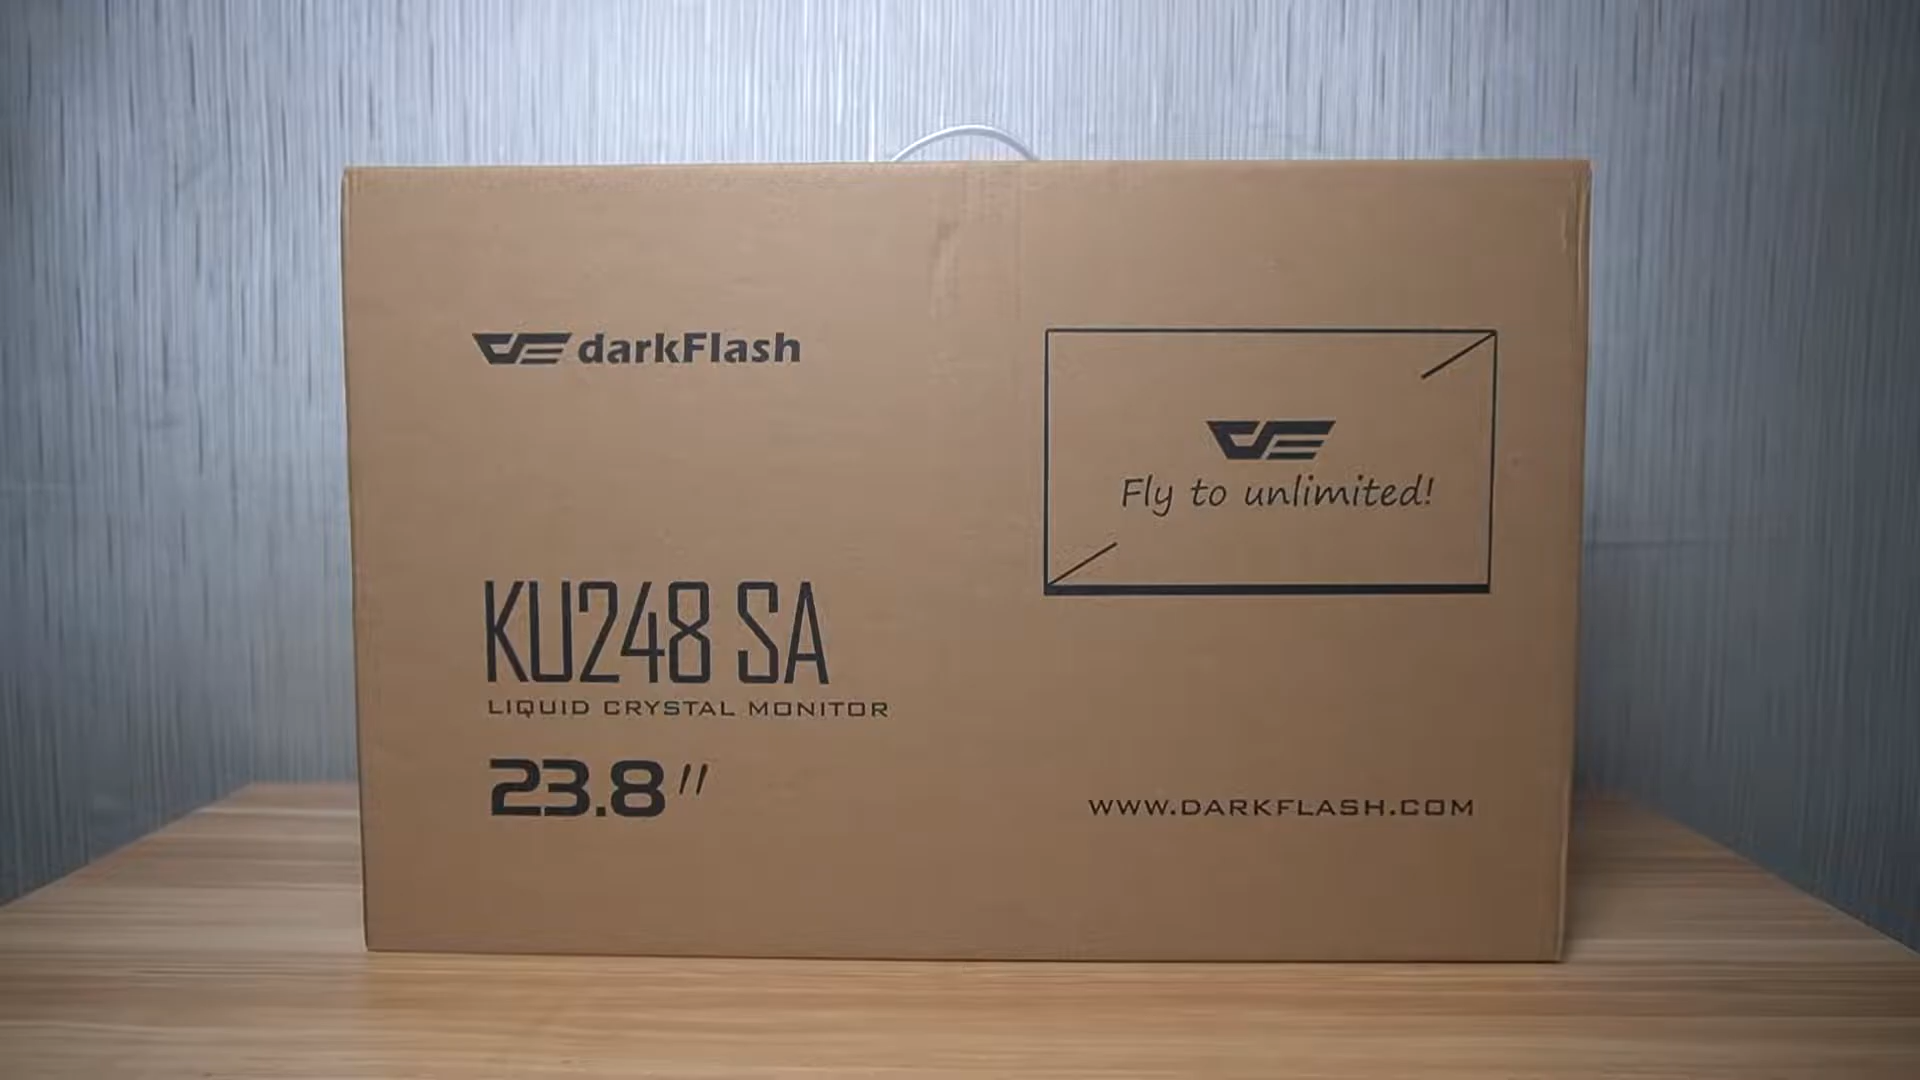 darkFlash
Fly to unlimited!
KU248 SA
LIQUID CRYSTAL MONITOR
23.8"
WWW.DARKFLASH.COM